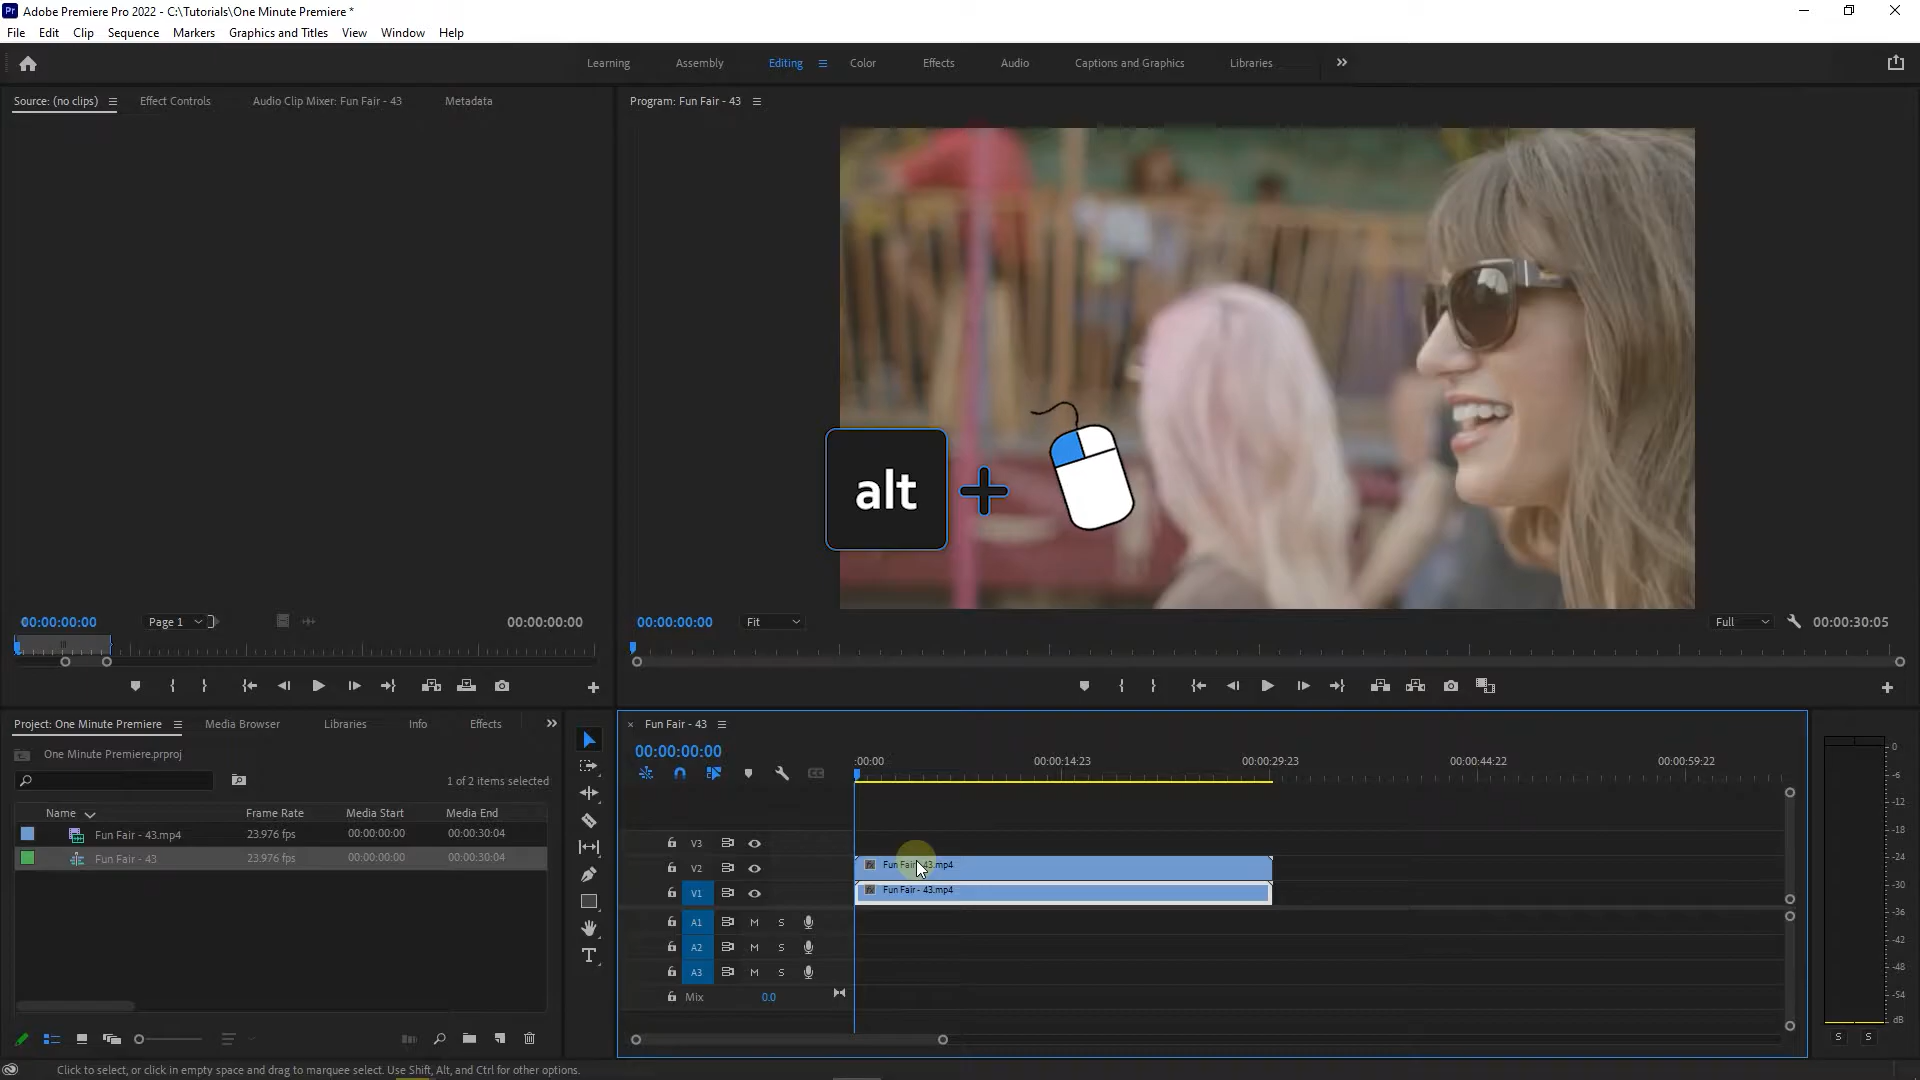 Pr Adobe Premiere Pro 2022 - C:\Tutorials\One Minute Premiere *
File Edit Clip Sequence Markers Graphics and Titles View Window Help
Learning Assembly Editing Color Effects Audio Captions and Graphics Libraries
Source: (no clips) Effect Controls Audio Clip Mixer: Fun Fair - 43 Metadata
Program: Fun Fair - 43
alt
00:00:00:00 Page 1 00:00:00:00
00:00:00:00 Fit Full 00:00:30:05
Project: One Minute Premiere Media Browser Libraries Info Effects
One Minute Premiere.prproj
1 of 2 items selected
Name Frame Rate Media Start Media End
Fun Fair - 43.mp4 23.976 fps 00:00:00:00 00:00:30:04
Fun Fair - 43 23.976 fps 00:00:00:00 00:00:30:04
Fun Fair - 43
00:00:00:00
:00:00 00:00:14:23 00:00:29:23 00:00:44:22 00:00:59:22
V3
V2 fx Fun Fair - 43.mp4
V1 fx Fun Fair - 43.mp4
A1 M S
A2 M S
A3 M S
Mix 0.0
0
-6
-12
-18
-24
-30
-36
-42
-48
-54
dB
S S
Click to select, or click in empty space and drag to marquee select. Use Shift, Alt, and Ctrl for other options.